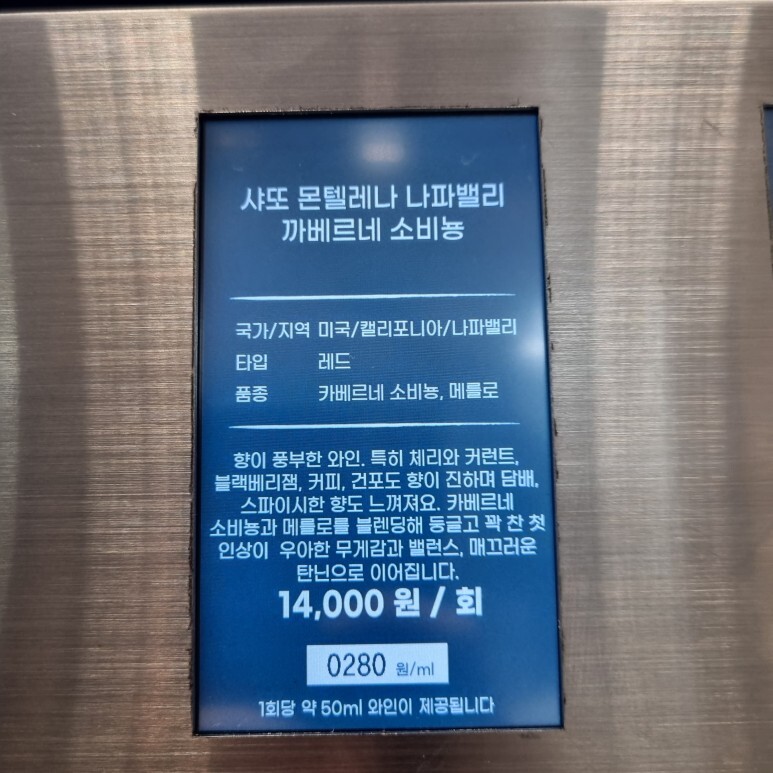 샤또 몬텔레나 나파밸리
까베르네 소비뇽
국가/지역 미국/캘리포니아/나파밸리
타입 레드
품종 카베르네 소비뇽, 메를로
향이 풍부한 와인. 특히 체리와 커런트,
블랙베리잼, 커피, 건포도 향이 진하며 담배,
스파이시한 향도 느껴져요. 카베르네
소비뇽과 메를로를 블렌딩해 둥글고 꽉 찬 첫
인상이 우아한 무게감과 밸런스, 매끄러운
탄닌으로 이어집니다.
14,000 원 / 회
0280 원/ml
1회당 약 50ml 와인이 제공됩니다